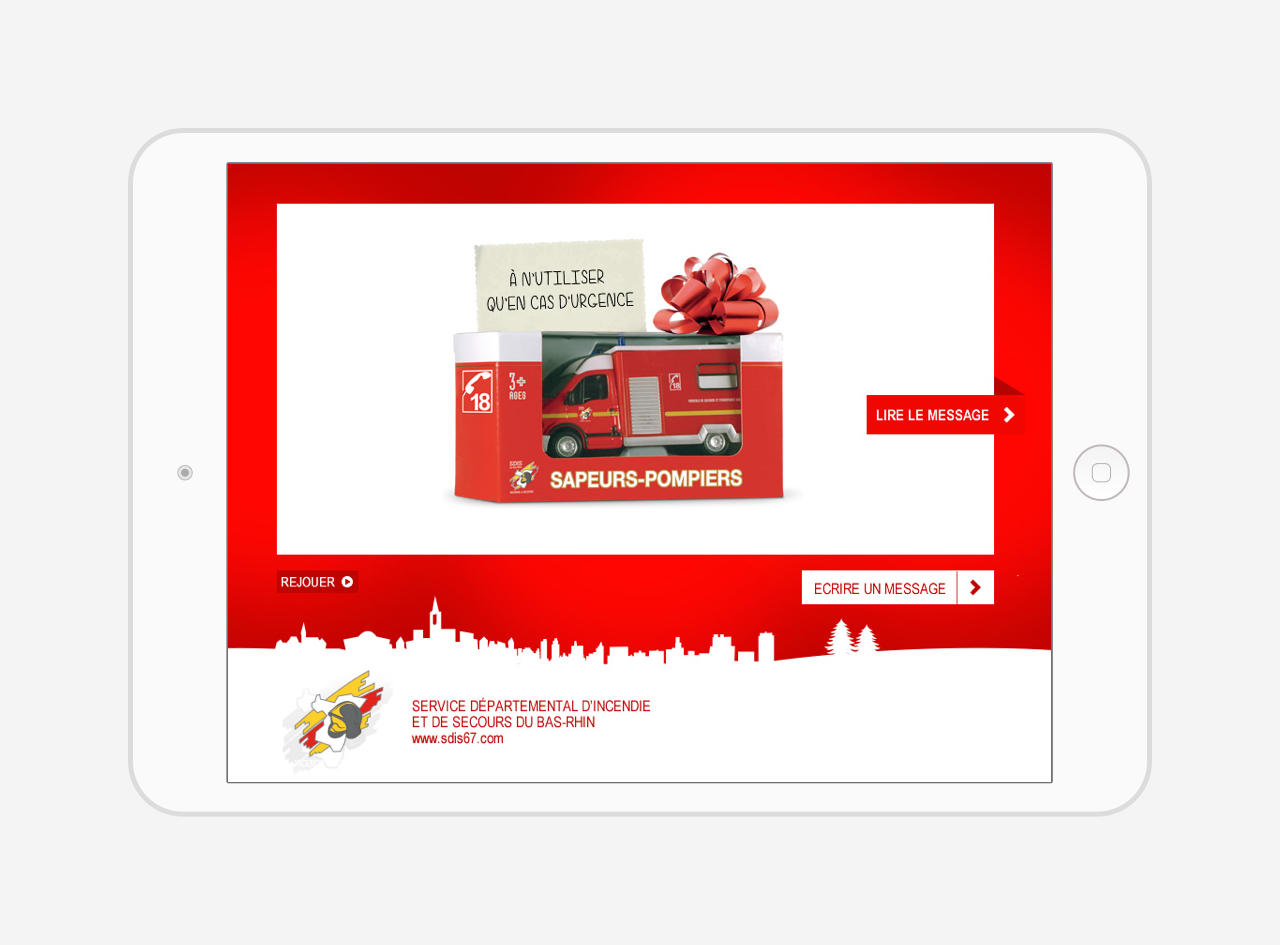 À N'UTILISER
QU'EN CAS D'URGENCE
18
3+
AGES
18
SDIS
SAPEURS-POMPIERS
LIRE LE MESSAGE
REJOUER
ECRIRE UN MESSAGE
SERVICE DÉPARTEMENTAL D'INCENDIE
ET DE SECOURS DU BAS-RHIN
www.sdis67.com